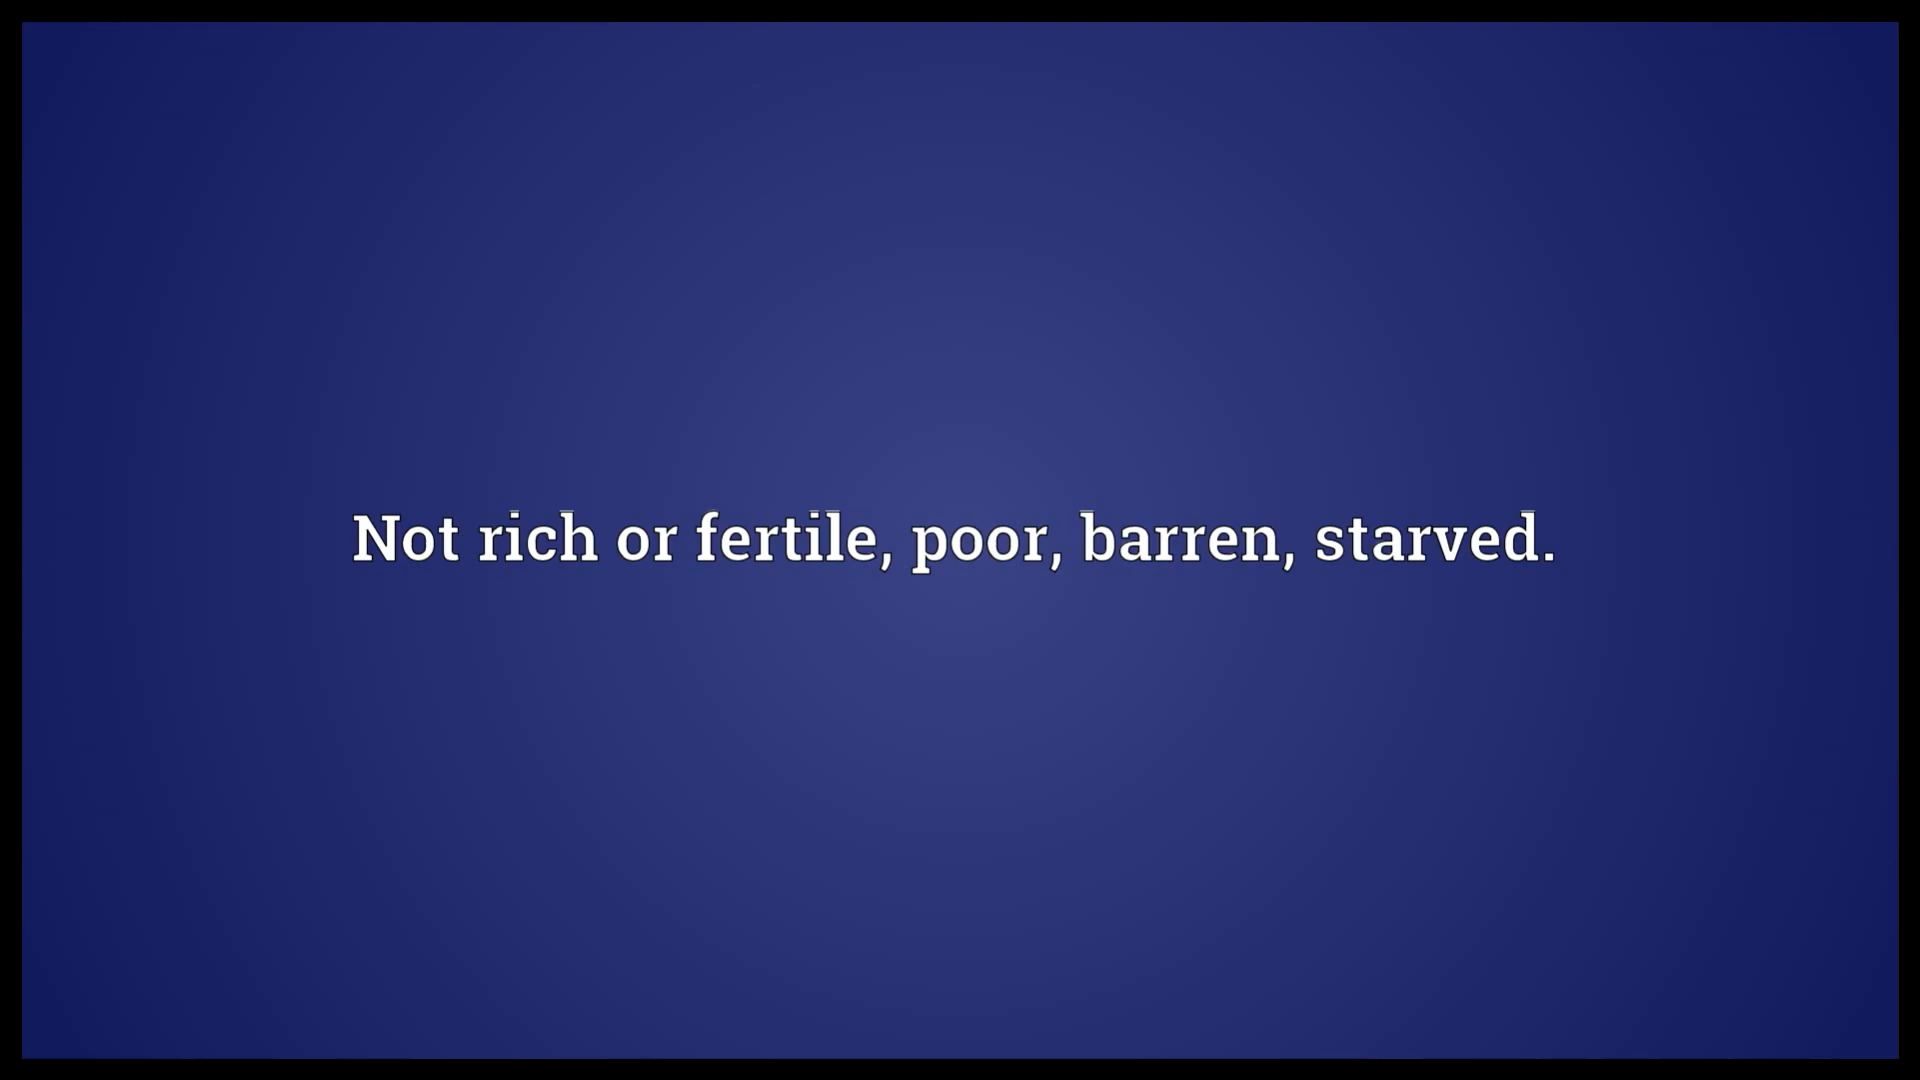 Not rich or fertile, poor, barren, starved.